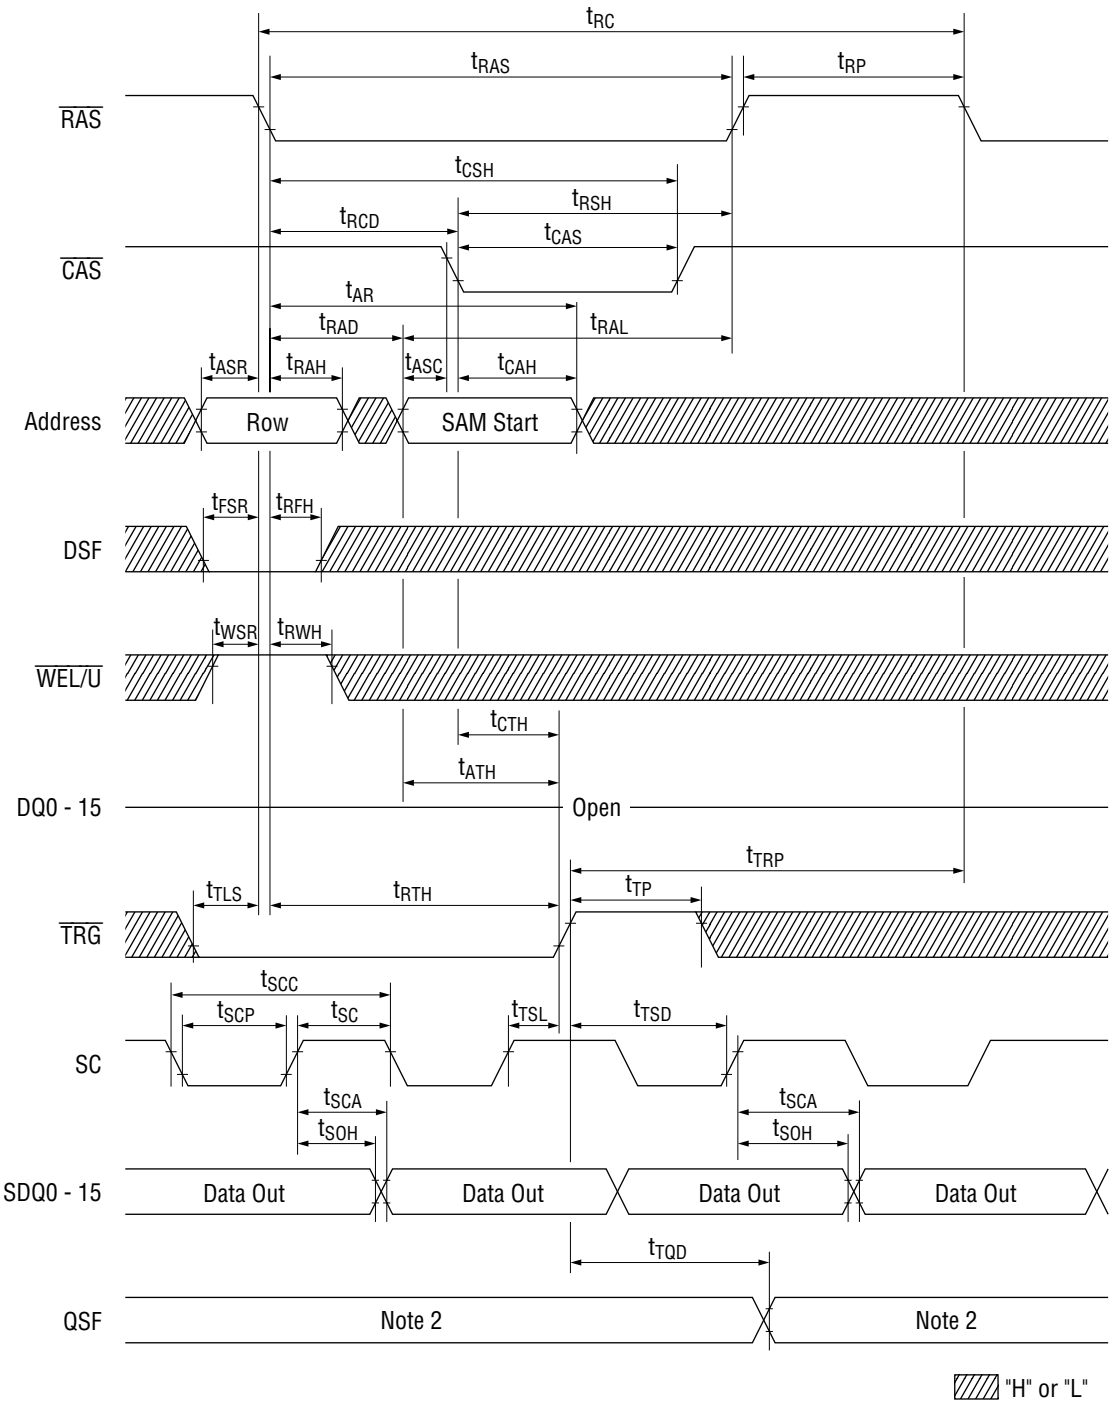 tRC
tRAS
tRP
RAS
tCSH
tRSH
tRCD
tCAS
CAS
tAR
tRAD
tRAL
tASR
tRAH
tASC
tCAH
Address
Row
SAM Start
tFSR
tRFH
DSF
tWSR
tRWH
WEL/U
tCTH
tATH
DQ0 - 15
Open
tTRP
tTLS
tRTH
tTP
TRG
tSCC
tSCP
tSC
tTSL
tTSD
SC
tSCA
tSCA
tSOH
tSOH
SDQ0 - 15
Data Out
Data Out
Data Out
Data Out
tTQD
QSF
Note 2
Note 2
"H" or "L"